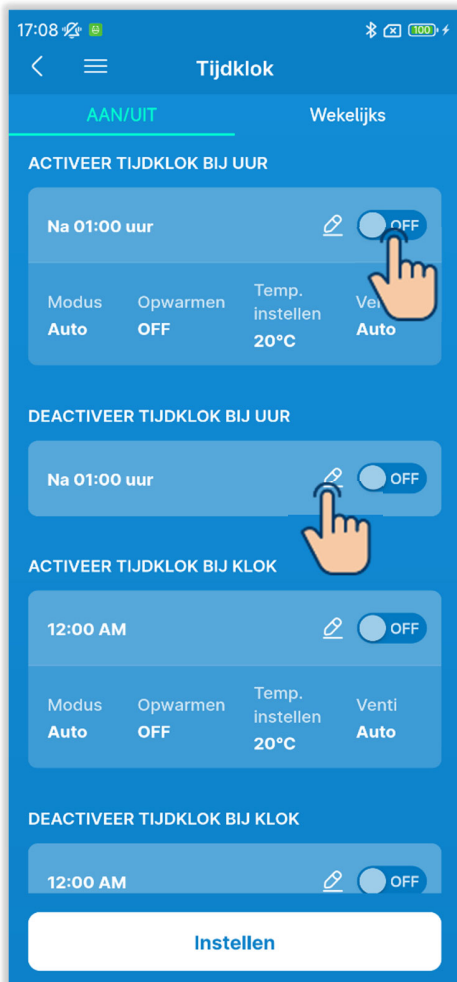 17:08 100
Tijdklok
AAN/UIT Wekelijks
ACTIVEER TIJDKLOK BIJ UUR
Na 01:00 uur OFF
Modus Opwarmen Temp. instellen
Auto OFF 20°C Auto
DEACTIVEER TIJDKLOK BIJ UUR
Na 01:00 uur OFF
ACTIVEER TIJDKLOK BIJ KLOK
12:00 AM OFF
Modus Opwarmen Temp. instellen Venti
Auto OFF 20°C Auto
DEACTIVEER TIJDKLOK BIJ KLOK
12:00 AM OFF
Instellen